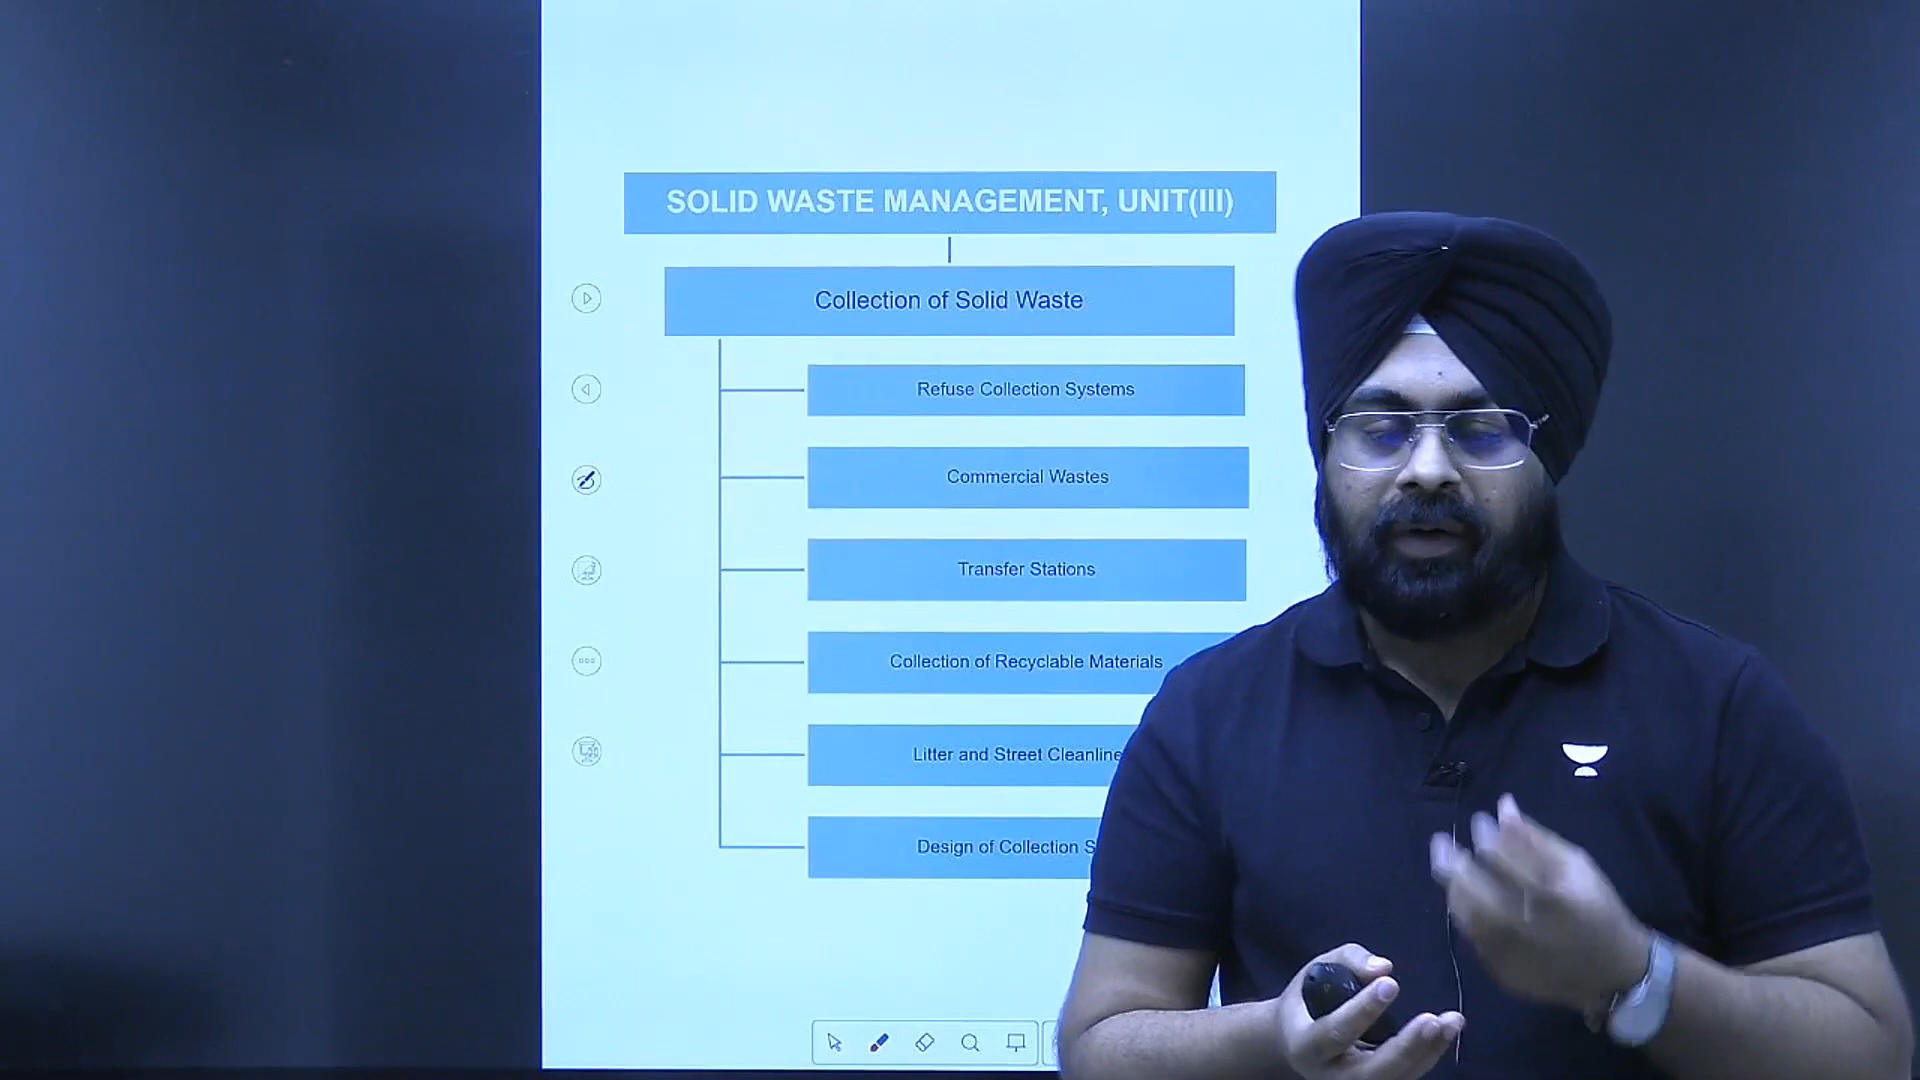 SOLID WASTE MANAGEMENT, UNIT(III)
Collection of Solid Waste
Refuse Collection Systems
Commercial Wastes
Transfer Stations
Collection of Recyclable Materials
Litter and Street
Design of Collection